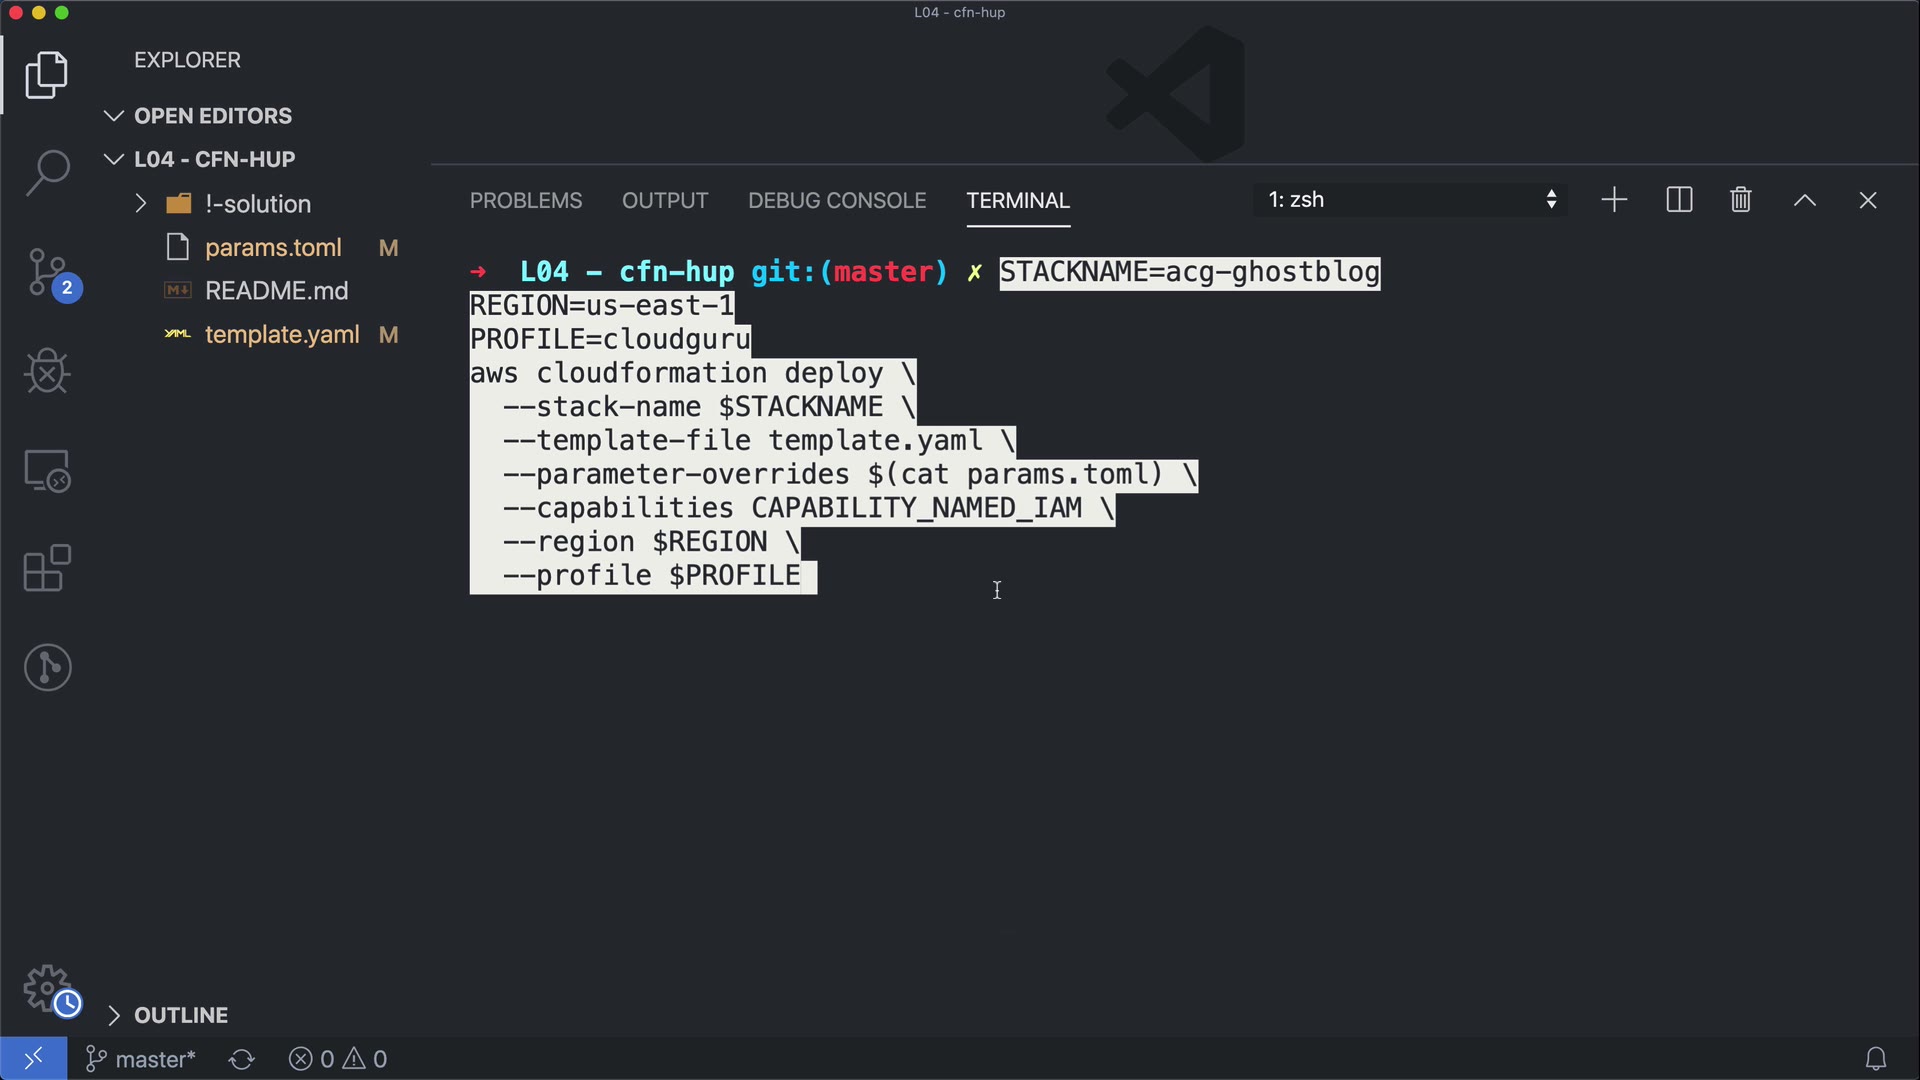 L04 - cfn-hup
EXPLORER
OPEN EDITORS
L04 - CFN-HUP
!-solution
params.toml M
README.md
template.yaml M
2
PROBLEMS OUTPUT DEBUG CONSOLE TERMINAL 1: zsh
➜ L04 - cfn-hup git:(master) ✗ STACKNAME=acg-ghostblog
REGION=us-east-1
PROFILE=cloudguru
aws cloudformation deploy \
--stack-name $STACKNAME \
--template-file template.yaml \
--parameter-overrides $(cat params.toml) \
--capabilities CAPABILITY_NAMED_IAM \
--region $REGION \
--profile $PROFILE
OUTLINE
master* 0 0